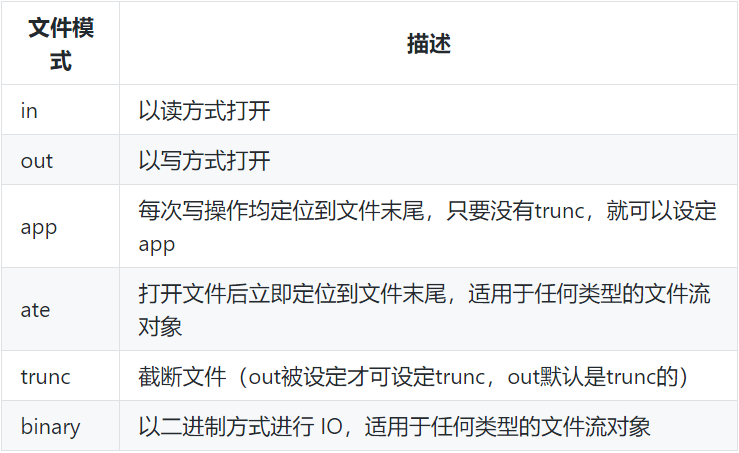 文件模
式
描述
in
以读方式打开
out
以写方式打开
app
每次写操作均定位到文件末尾，只要没有trunc，就可以设定
app
ate
打开文件后立即定位到文件末尾，适用于任何类型的文件流
对象
trunc
截断文件（out被设定才可设定trunc，out默认是trunc的）
binary
以二进制方式进行 IO，适用于任何类型的文件流对象